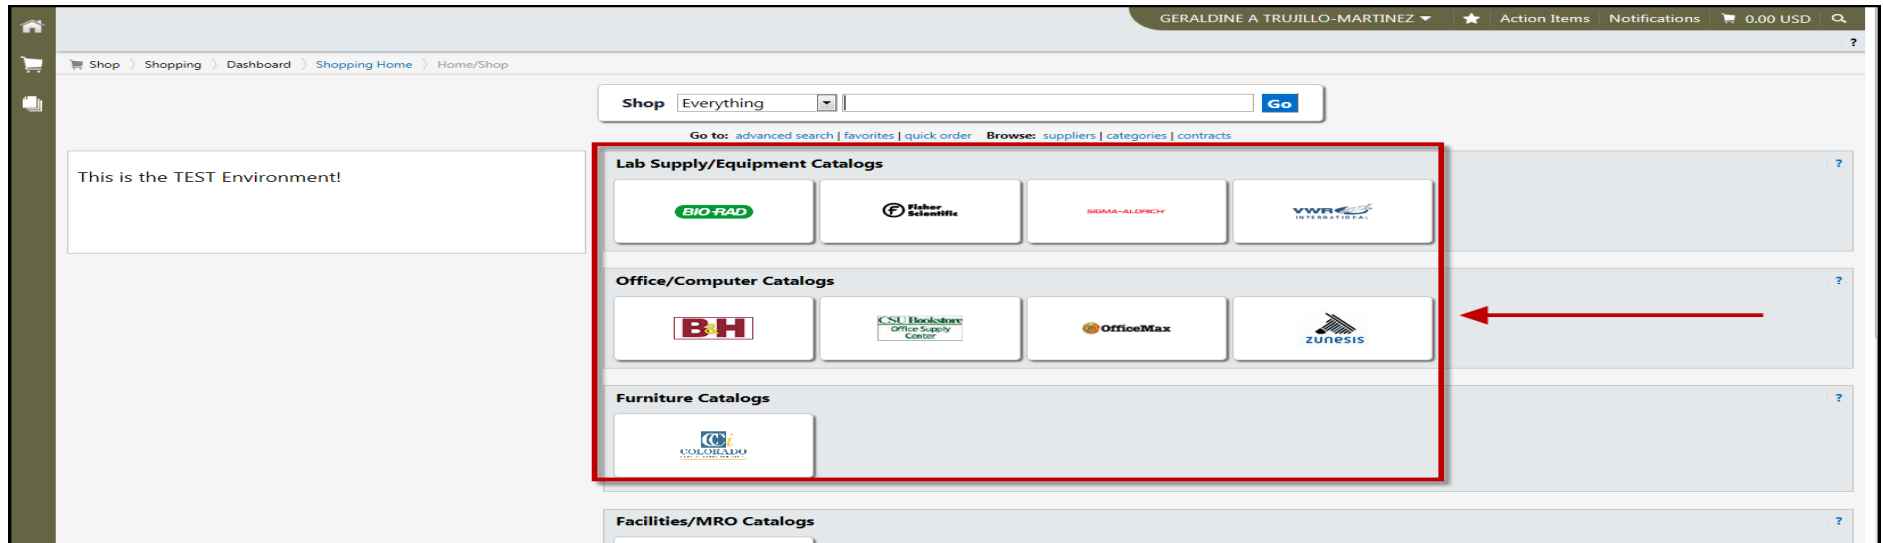 GERALDINE A TRUJILLO-MARTINEZ Action Items Notifications 0.00 USD
?
Shop Shopping Dashboard Shopping Home Home/Shop
Shop Everything Go
Go to: advanced search | favorites | quick order Browse: suppliers | categories | contracts
This is the TEST Environment!
Lab Supply/Equipment Catalogs ?
BIO-RAD
Fisher
Scientific
SIGMA-ALDRICH
VWR
INTERNATIONAL
Office/Computer Catalogs ?
B&H
CSU Bookstore
Office Supply
Center
OfficeMax
zunesis
Furniture Catalogs ?
CCi
COLORADO
Facilities/MRO Catalogs ?